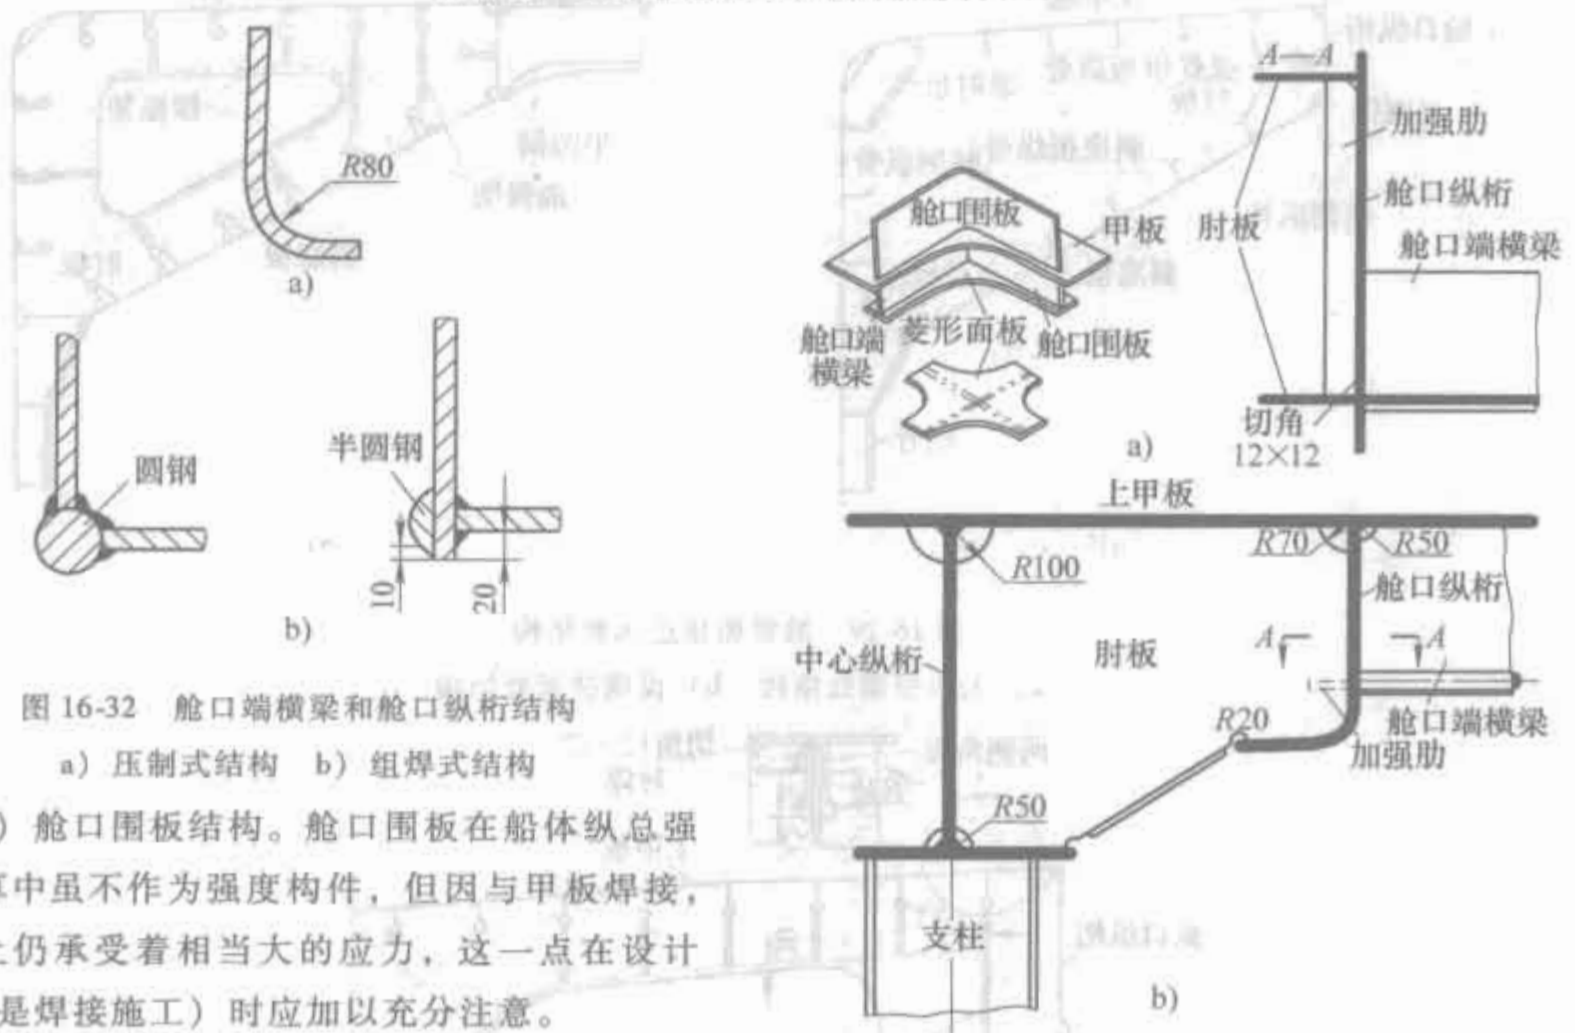 R80
a)
圆钢
半圆钢
10
20
b)
图 16-32 舱口端横梁和舱口纵桁结构
a) 压制式结构 b) 组焊式结构
) 舱口围板结构。舱口围板在船体纵总强
中虽不作为强度构件，但因与甲板焊接，
仍承受着相当大的应力，这一点在设计
是焊接施工）时应加以充分注意。
舱口围板
甲板
舱口端
横梁
菱形面板
舱口围板
a)
A—A
加强肋
舱口纵桁
肘板
舱口端横梁
切角
12×12
上甲板
R100
R70
R50
舱口纵桁
中心纵桁
肘板
A
A
R20
舱口端横梁
加强肋
R50
支柱
b)